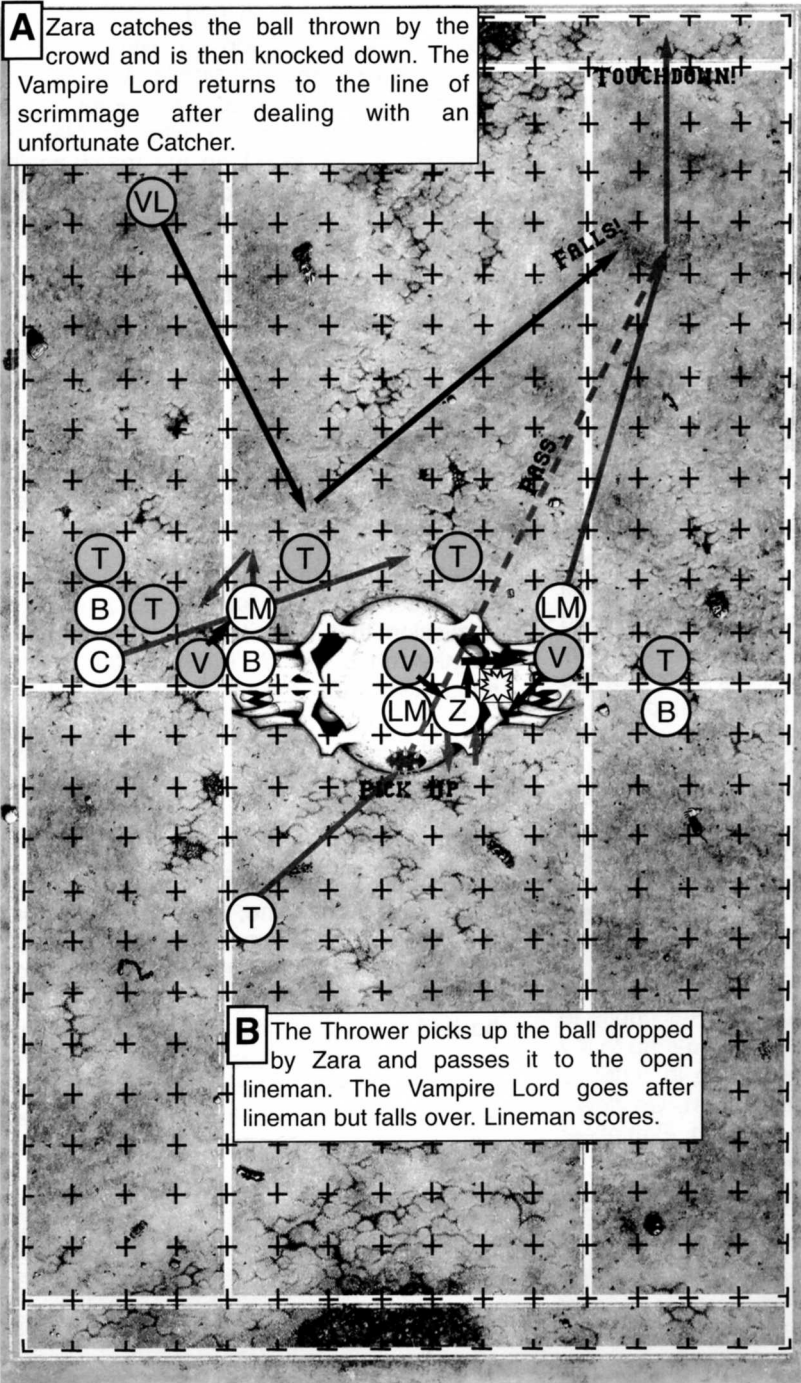 A Zara catches the ball thrown by the
crowd and is then knocked down. The
Vampire Lord returns to the line of
scrimmage after dealing with an
unfortunate Catcher.
TOUCHDOWN!
VL
FALLS!
PASS
T
T
T
B
T
LM
LM
C
V
B
V
V
T
LM
Z
B
PICK UP
T
B The Thrower picks up the ball dropped
by Zara and passes it to the open
lineman. The Vampire Lord goes after
lineman but falls over. Lineman scores.